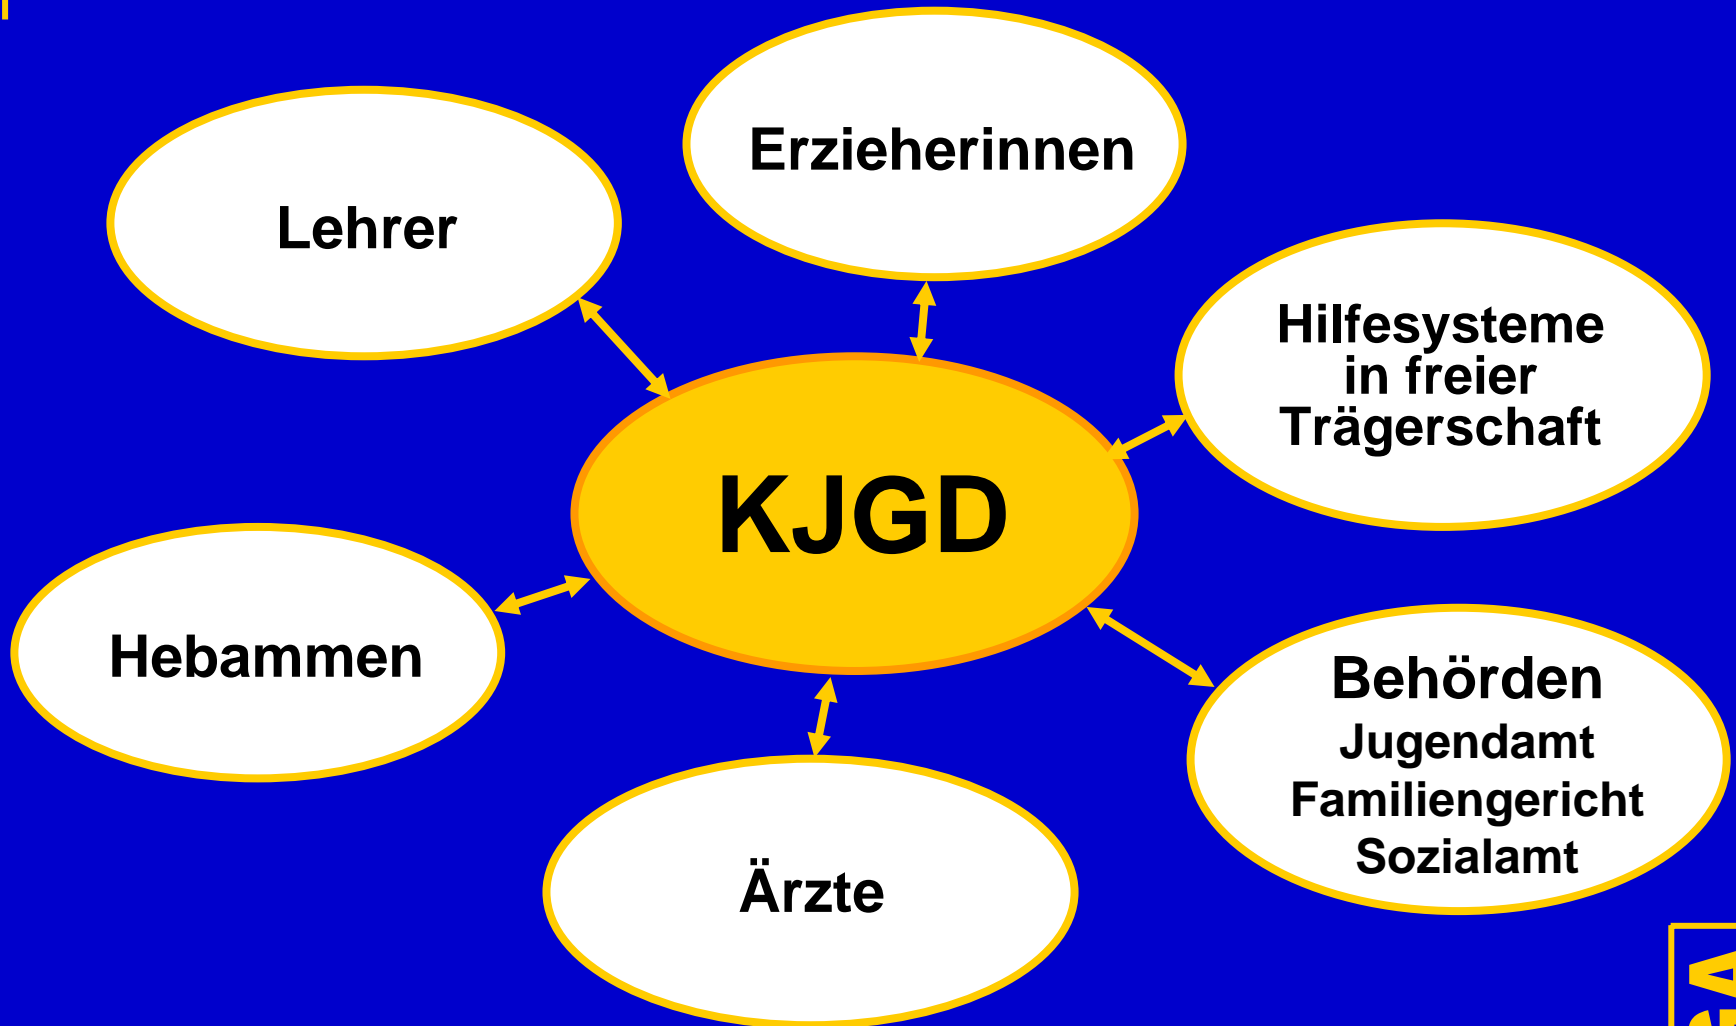 Erzieherinnen
Lehrer
Hilfesysteme
in freier
Trägerschaft
KJGD
Hebammen
Behörden
Jugendamt
Familiengericht
Sozialamt
Ärzte